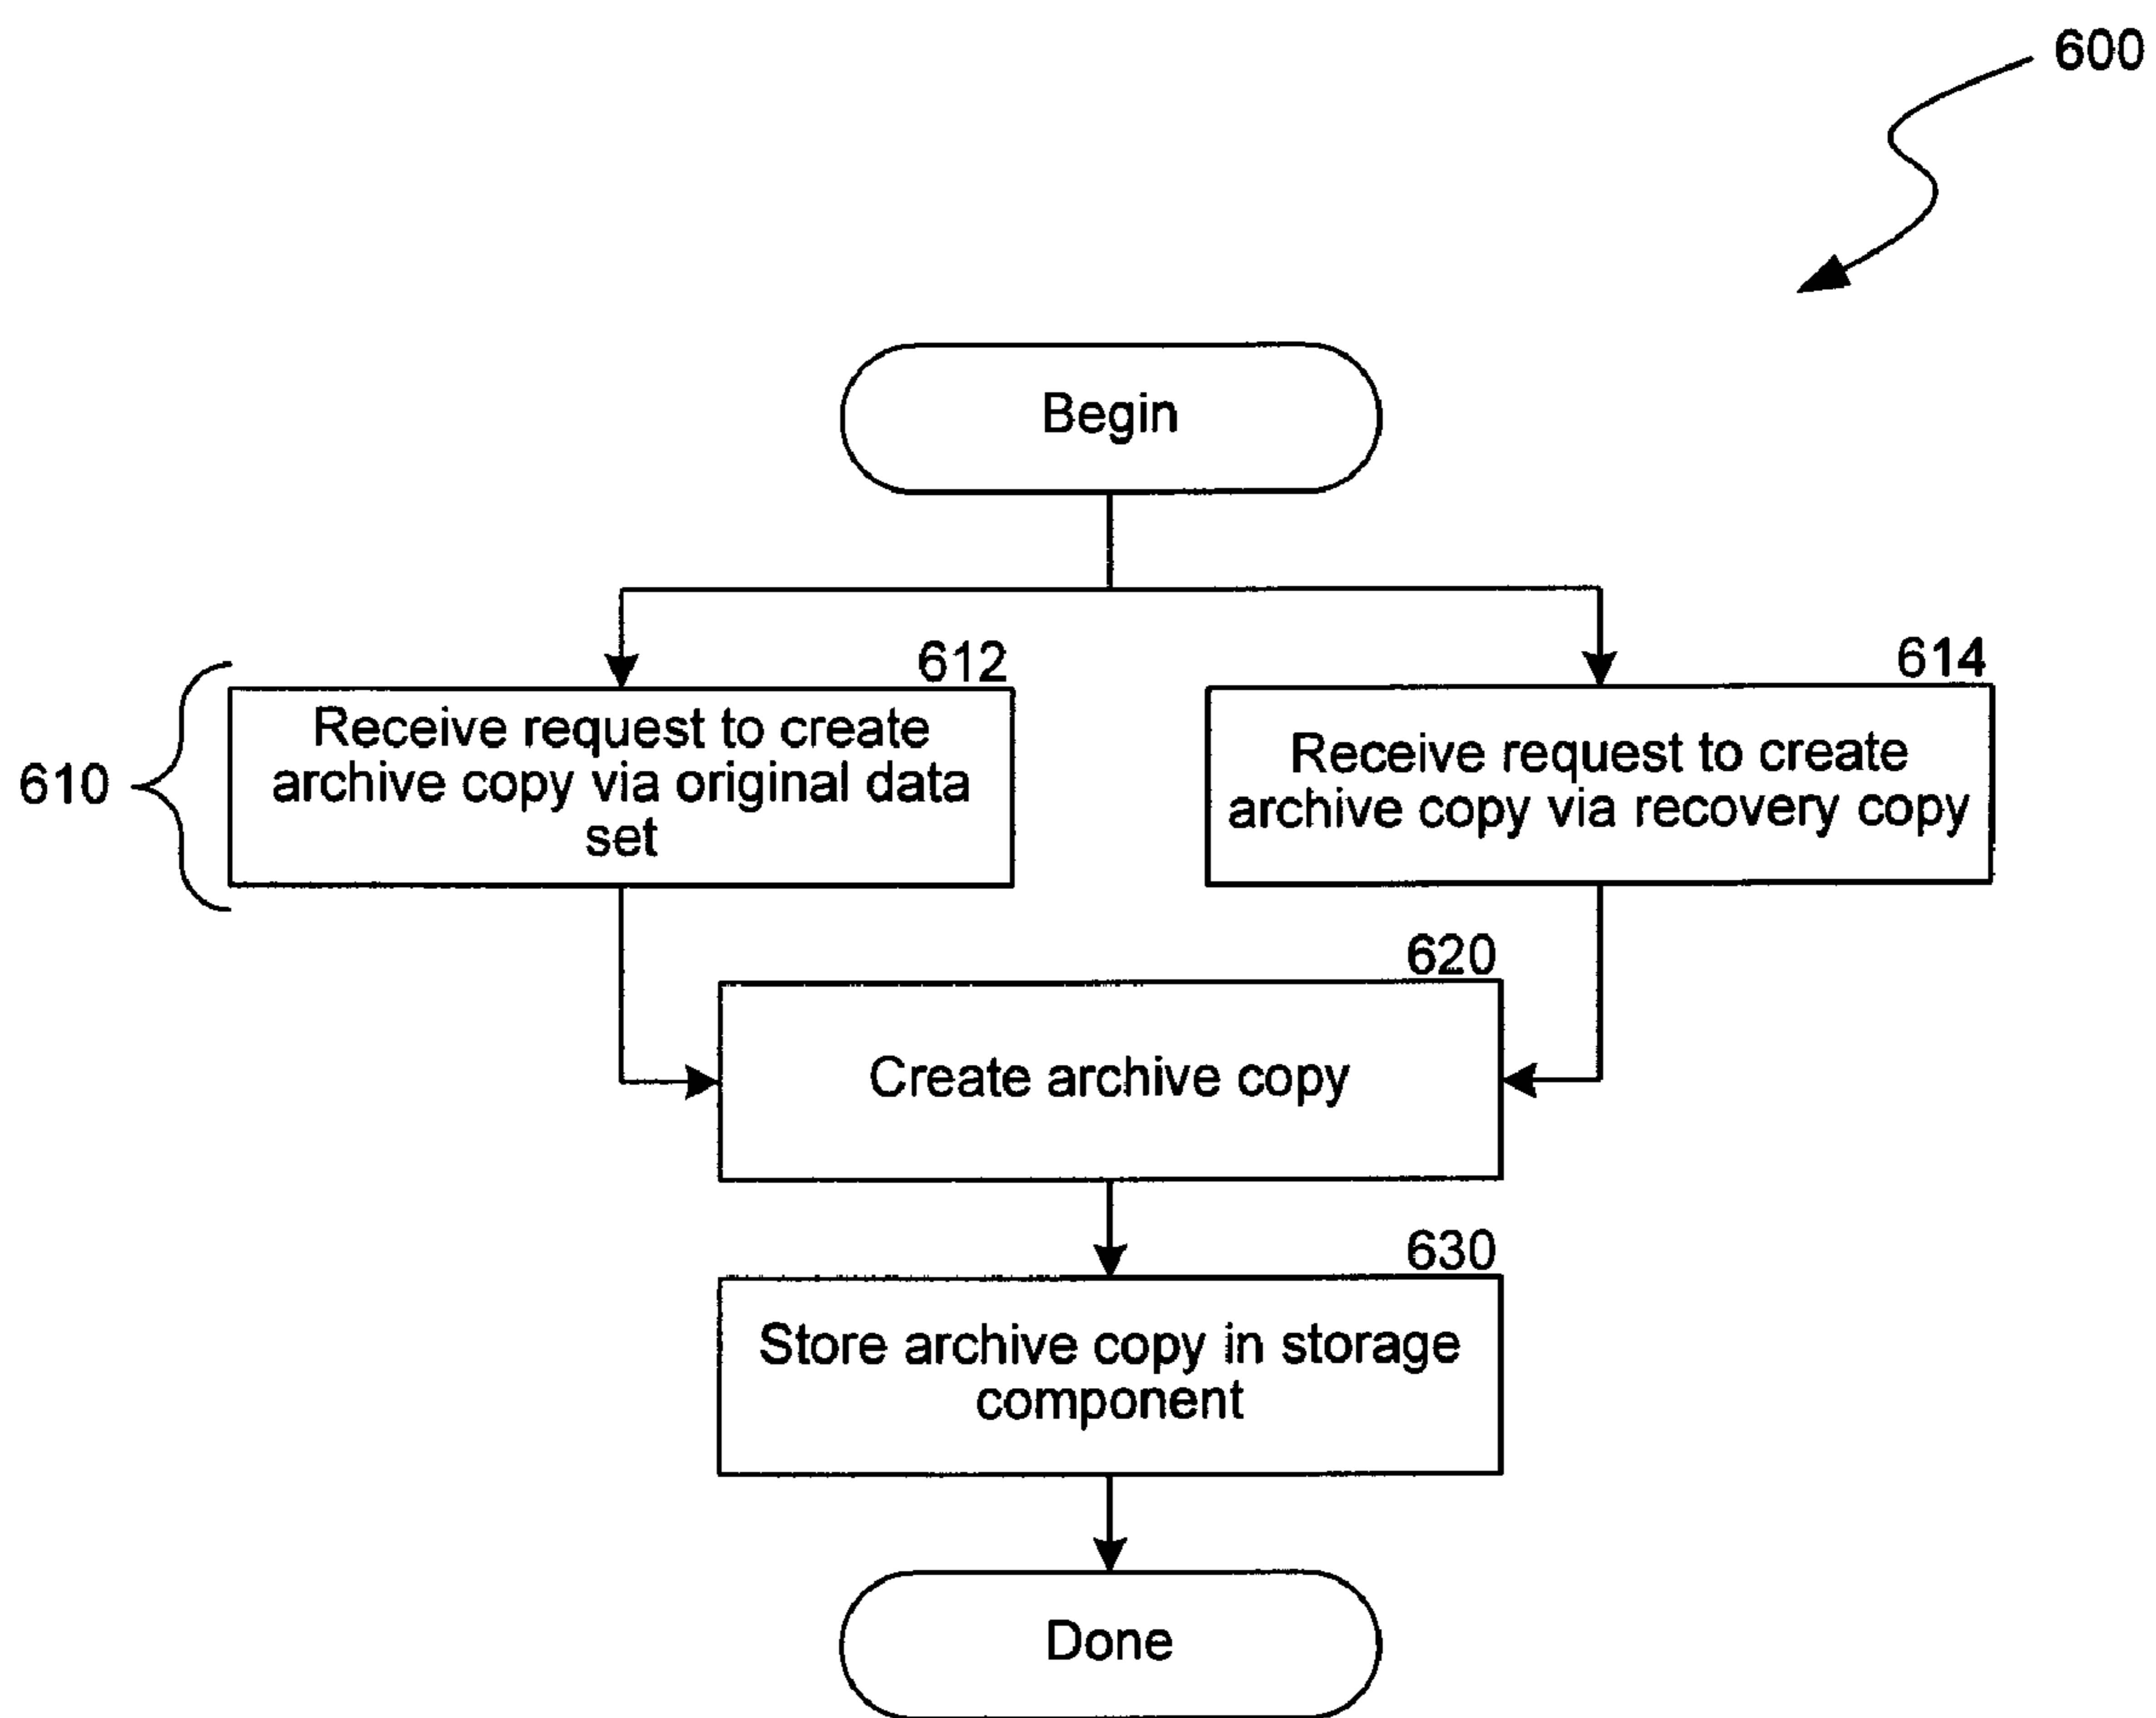 600
Begin
612
614
610
Receive request to create
archive copy via original data
set
Receive request to create
archive copy via recovery copy
620
Create archive copy
630
Store archive copy in storage
component
Done